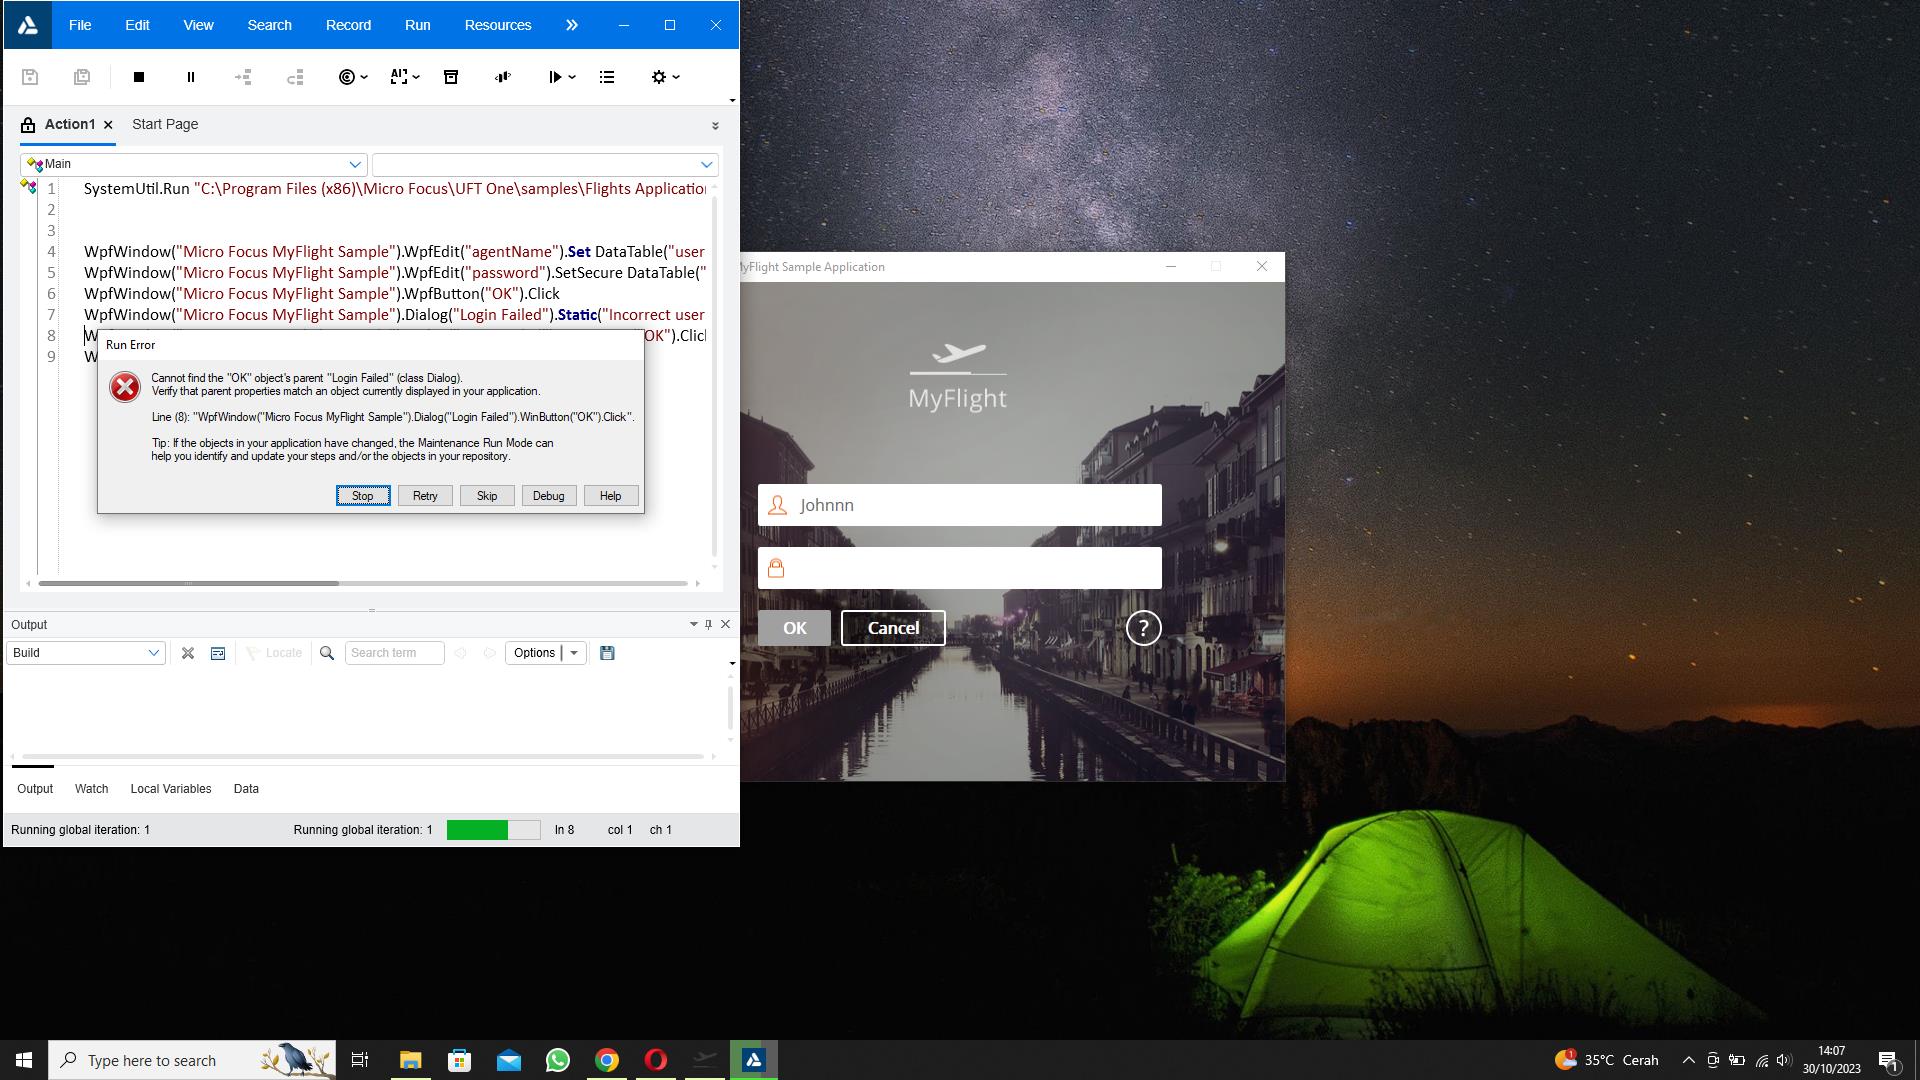 File Edit View Search Record Run Resources
Action1 Start Page
Main
1 SystemUtil.Run "C:\Program Files (x86)\Micro Focus\UFT One\samples\Flights Application
2
3
4 WpfWindow("Micro Focus MyFlight Sample").WpfEdit("agentName").Set DataTable("user
5 WpfWindow("Micro Focus MyFlight Sample").WpfEdit("password").SetSecure DataTable("
6 WpfWindow("Micro Focus MyFlight Sample").WpfButton("OK").Click
7 WpfWindow("Micro Focus MyFlight Sample").Dialog("Login Failed").Static("Incorrect user
8 W OK").Clic
9 W
Run Error
Cannot find the "OK" object's parent "Login Failed" (class Dialog).
Verify that parent properties match an object currently displayed in your application.
Line (8): "WpfWindow("Micro Focus MyFlight Sample").Dialog("Login Failed").WinButton("OK").Click".
Tip: If the objects in your application have changed, the Maintenance Run Mode can
help you identify and update your steps and/or the objects in your repository.
Stop Retry Skip Debug Help
Output
Build Locate Search term Options
Output Watch Local Variables Data
Running global iteration: 1 Running global iteration: 1 ln 8 col 1 ch 1
MyFlight Sample Application
MyFlight
Johnnn
OK Cancel ?
Type here to search
1 35°C Cerah
14:07
30/10/2023
1